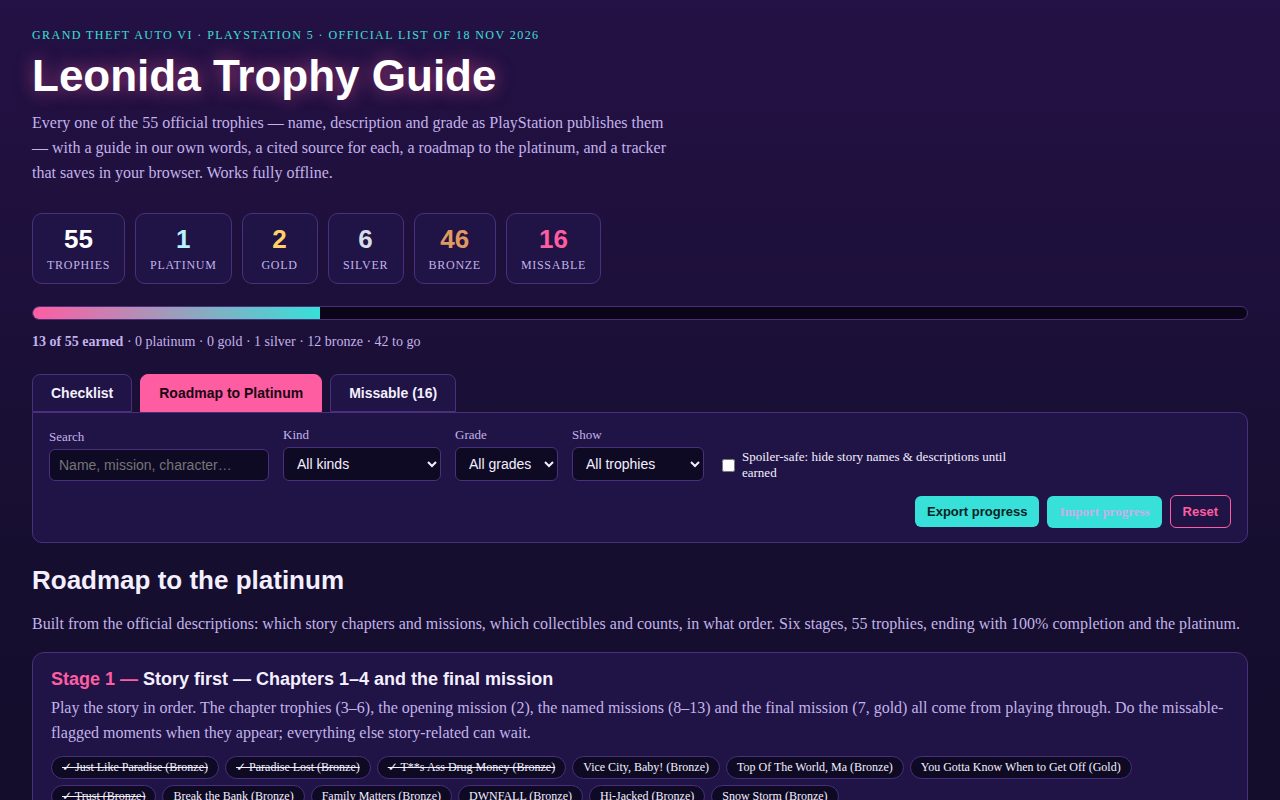 GRAND THEFT AUTO VI · PLAYSTATION 5 · OFFICIAL LIST OF 18 NOV 2026
Leonida Trophy Guide
Every one of the 55 official trophies — name, description and grade as PlayStation publishes them
— with a guide in our own words, a cited source for each, a roadmap to the platinum, and a tracker
that saves in your browser. Works fully offline.
55 1 2 6 46 16
TROPHIES PLATINUM GOLD SILVER BRONZE MISSABLE
13 of 55 earned · 0 platinum · 0 gold · 1 silver · 12 bronze · 42 to go
Checklist Roadmap to Platinum Missable (16)
Search Kind Grade Show
Name, mission, character… All kinds All grades All trophies Spoiler-safe: hide story names & descriptions until
earned
Export progress Import progress Reset
Roadmap to the platinum
Built from the official descriptions: which story chapters and missions, which collectibles and counts, in what order. Six stages, 55 trophies, ending with 100% completion and the platinum.
Stage 1 — Story first — Chapters 1–4 and the final mission
Play the story in order. The chapter trophies (3–6), the opening mission (2), the named missions (8–13) and the final mission (7, gold) all come from playing through. Do the missable-
flagged moments when they appear; everything else story-related can wait.
✓ Just Like Paradise (Bronze) ✓ Paradise Lost (Bronze) ✓ T**s Ass Drug Money (Bronze) Vice City, Baby! (Bronze) Top Of The World, Ma (Bronze) You Gotta Know When to Get Off (Gold)
✓ Trust (Bronze) Break the Bank (Bronze) Family Matters (Bronze) DWNFALL (Bronze) Hi-Jacked (Bronze) Snow Storm (Bronze)